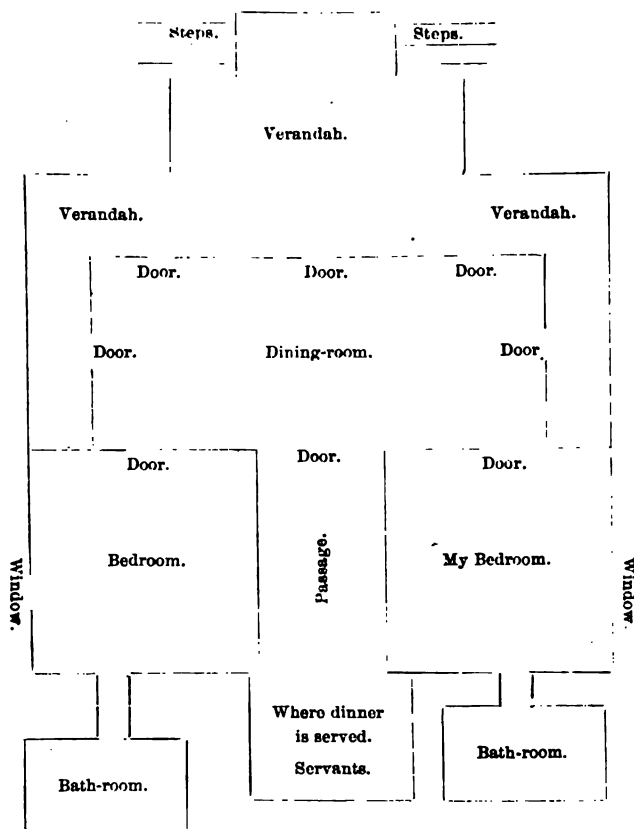 Steps.
Steps.
Verandah.
Verandah.
Verandah.
Door.
Door.
Door.
Door.
Dining-room.
Door
Door.
Door.
Door.
Window.
Bedroom.
Passage.
My Bedroom.
Window.
Where dinner
is served.
Servants.
Bath-room.
Bath-room.